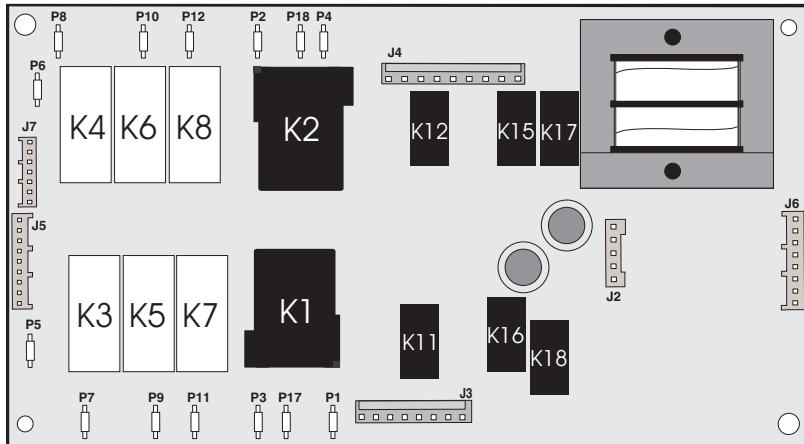 P8 P10 P12 P2 P18 P4
J4
P6
K4 K6 K8 K2 K12 K15 K17
J7
J5 J6
K3 K5 K7 K1 K11 K16 K18
J2
P5
P7 P9 P11 P3 P17 P1 J3